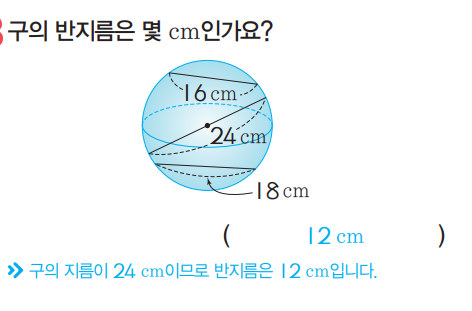 구의 반지름은 몇 cm인가요?
16 cm
24 cm
18 cm
( 12 cm )
» 구의 지름이 24 cm이므로 반지름은 12 cm입니다.